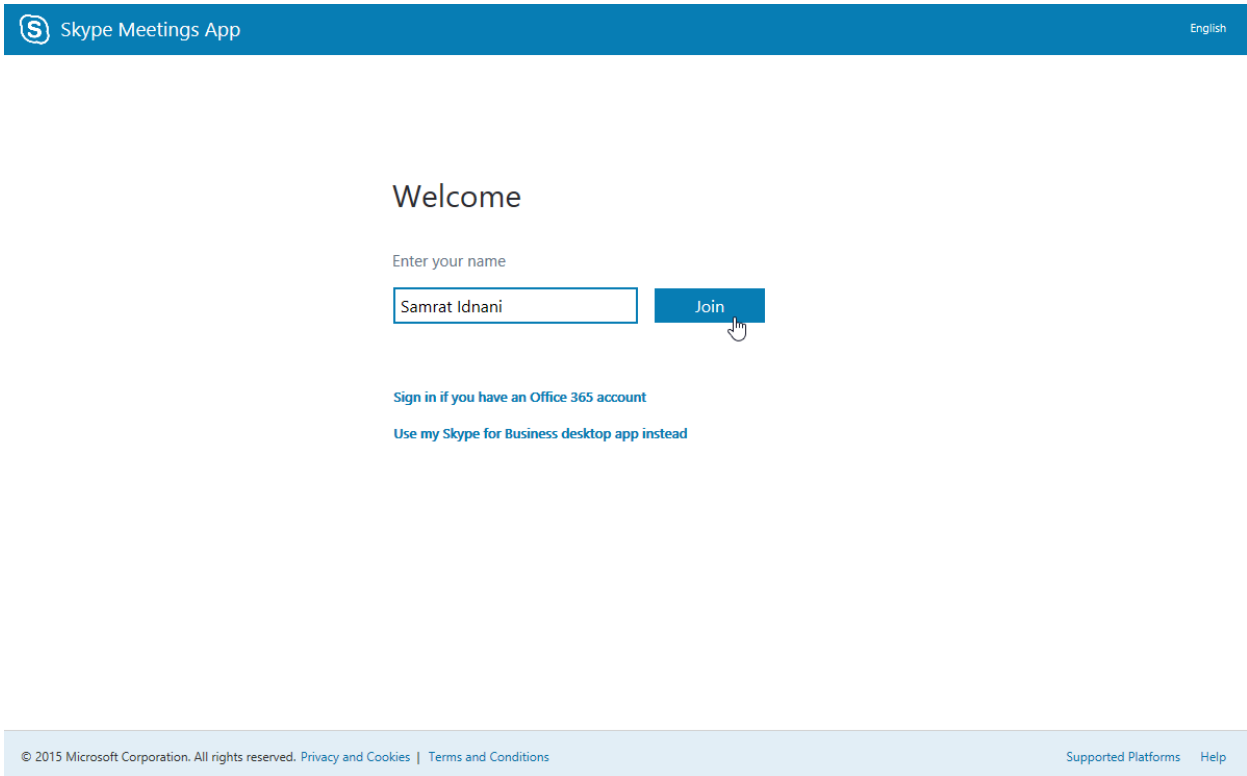 Skype Meetings App English
Welcome
Enter your name
Samrat Idnani Join
Sign in if you have an Office 365 account
Use my Skype for Business desktop app instead
© 2015 Microsoft Corporation. All rights reserved. Privacy and Cookies | Terms and Conditions Supported Platforms Help